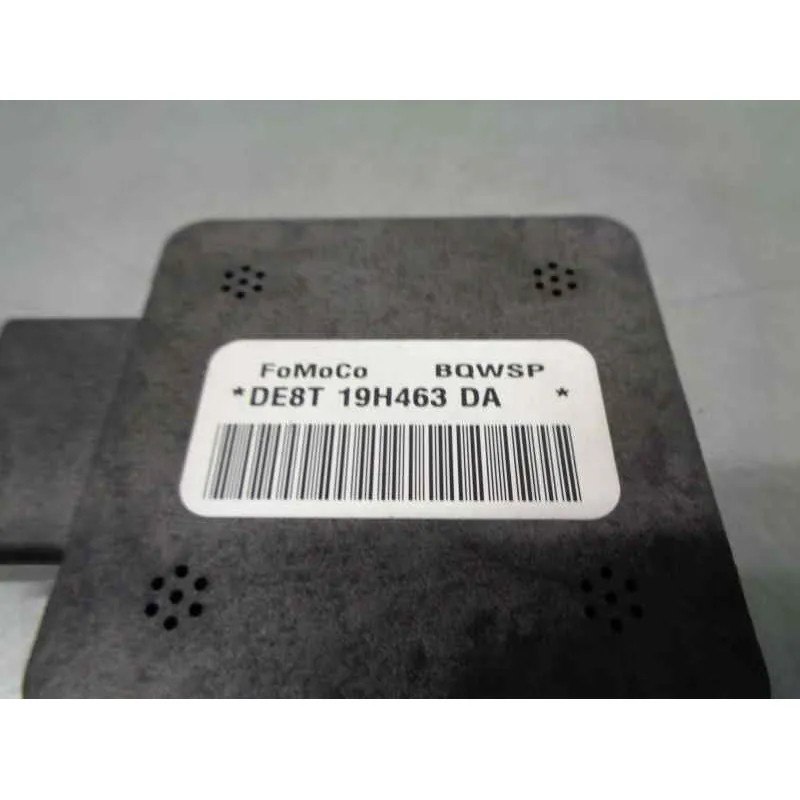 FoMoCo BQWSP
*DE8T 19H463 DA *